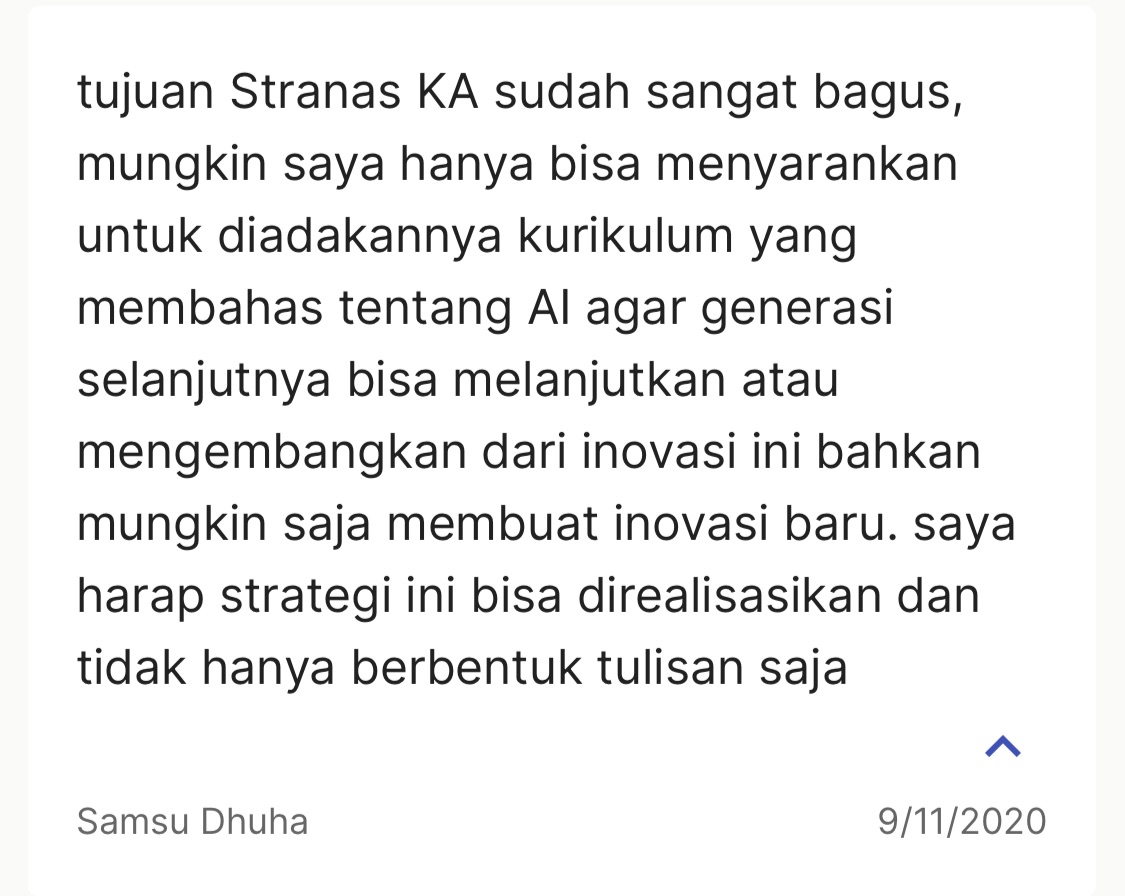 tujuan Stranas KA sudah sangat bagus,
mungkin saya hanya bisa menyarankan
untuk diadakannya kurikulum yang
membahas tentang AI agar generasi
selanjutnya bisa melanjutkan atau
mengembangkan dari inovasi ini bahkan
mungkin saja membuat inovasi baru. saya
harap strategi ini bisa direalisasikan dan
tidak hanya berbentuk tulisan saja
Samsu Dhuha 9/11/2020